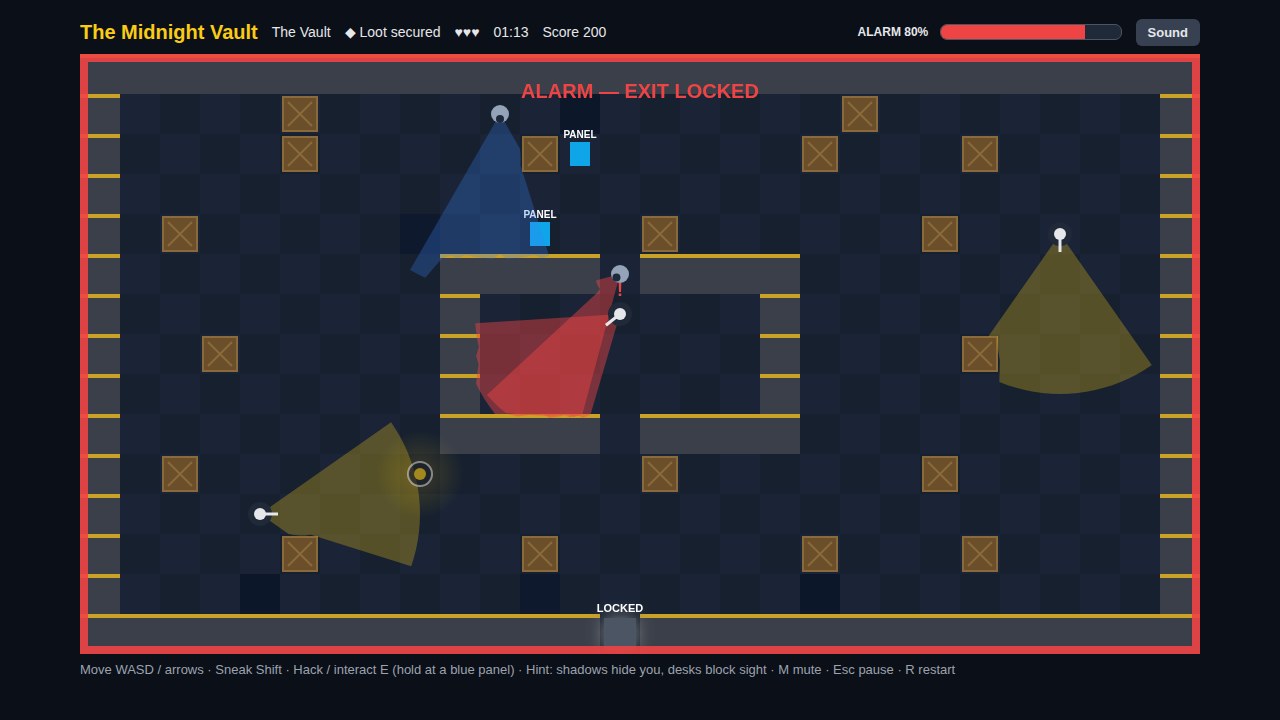 The Midnight Vault The Vault ◆ Loot secured ♥♥♥ 01:13 Score 200 ALARM 80% Sound
ALARM — EXIT LOCKED
PANEL
PANEL
!
LOCKED
Move WASD / arrows · Sneak Shift · Hack / interact E (hold at a blue panel) · Hint: shadows hide you, desks block sight · M mute · Esc pause · R restart